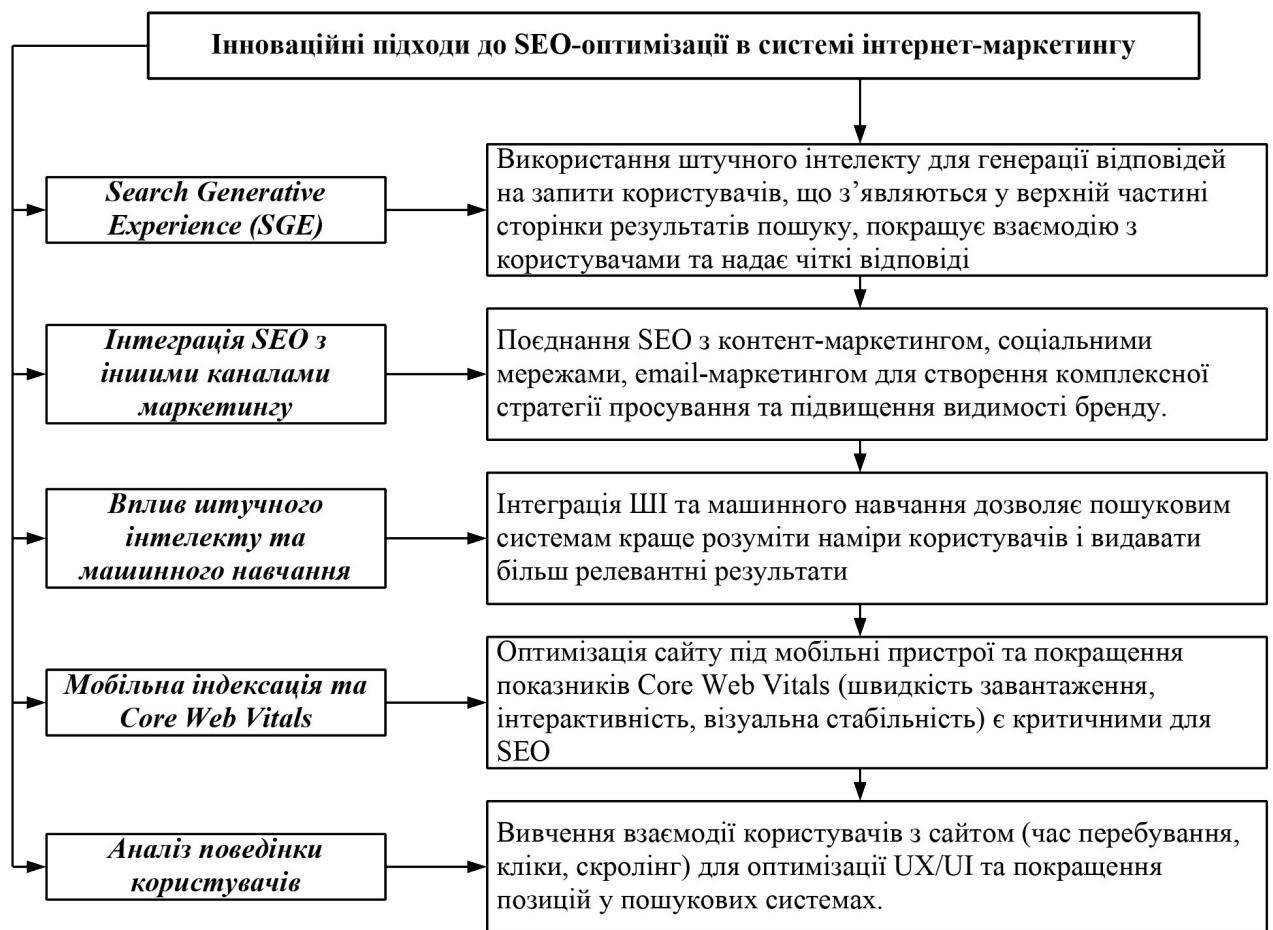 Інноваційні підходи до SEO-оптимізації в системі інтернет-маркетингу
Search Generative
Experience (SGE)
Використання штучного інтелекту для генерації відповідей
на запити користувачів, що з’являються у верхній частині
сторінки результатів пошуку, покращує взаємодію з
користувачами та надає чіткі відповіді
Інтеграція SEO з
іншими каналами
маркетингу
Поєднання SEO з контент-маркетингом, соціальними
мережами, email-маркетингом для створення комплексної
стратегії просування та підвищення видимості бренду.
Вплив штучного
інтелекту та
машинного навчання
Інтеграція ШІ та машинного навчання дозволяє пошуковим
системам краще розуміти наміри користувачів і видавати
більш релевантні результати
Мобільна індексація та
Core Web Vitals
Оптимізація сайту під мобільні пристрої та покращення
показників Core Web Vitals (швидкість завантаження,
інтерактивність, візуальна стабільність) є критичними для
SEO
Аналіз поведінки
користувачів
Вивчення взаємодії користувачів з сайтом (час перебування,
кліки, скролінг) для оптимізації UX/UI та покращення
позицій у пошукових системах.